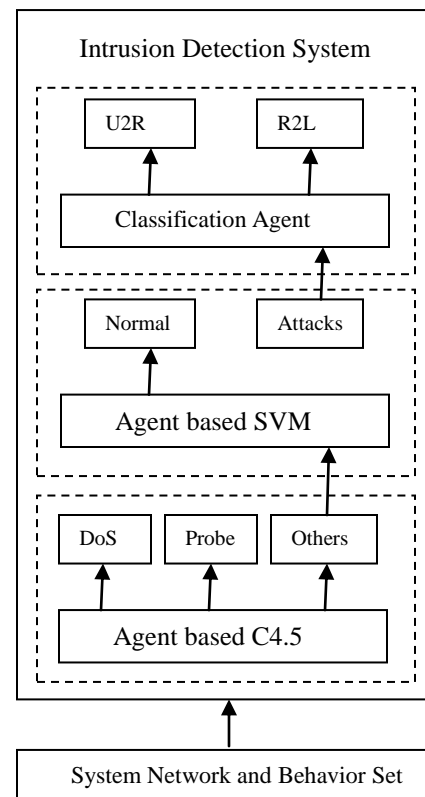 Intrusion Detection System
U2R
R2L
Classification Agent
Normal
Attacks
Agent based SVM
DoS
Probe
Others
Agent based C4.5
System Network and Behavior Set